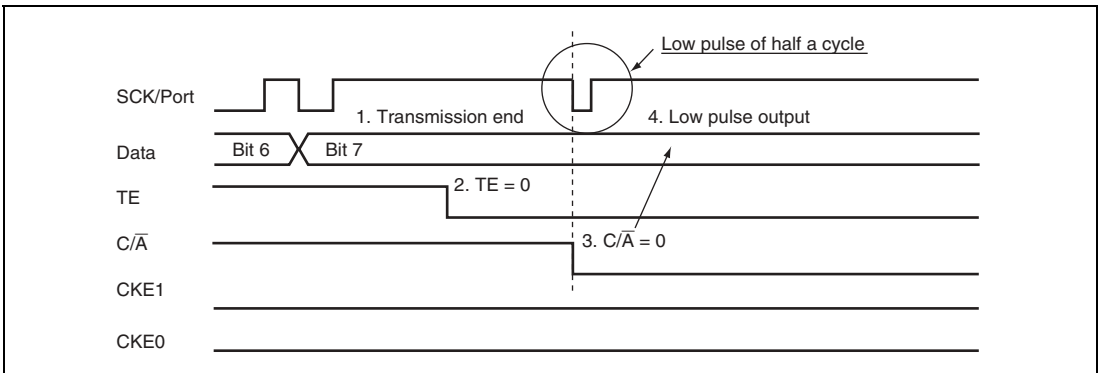 Low pulse of half a cycle
SCK/Port
1. Transmission end
4. Low pulse output
Data
Bit 6
Bit 7
TE
2. TE = 0
C/A̅
3. C/A̅ = 0
CKE1
CKE0